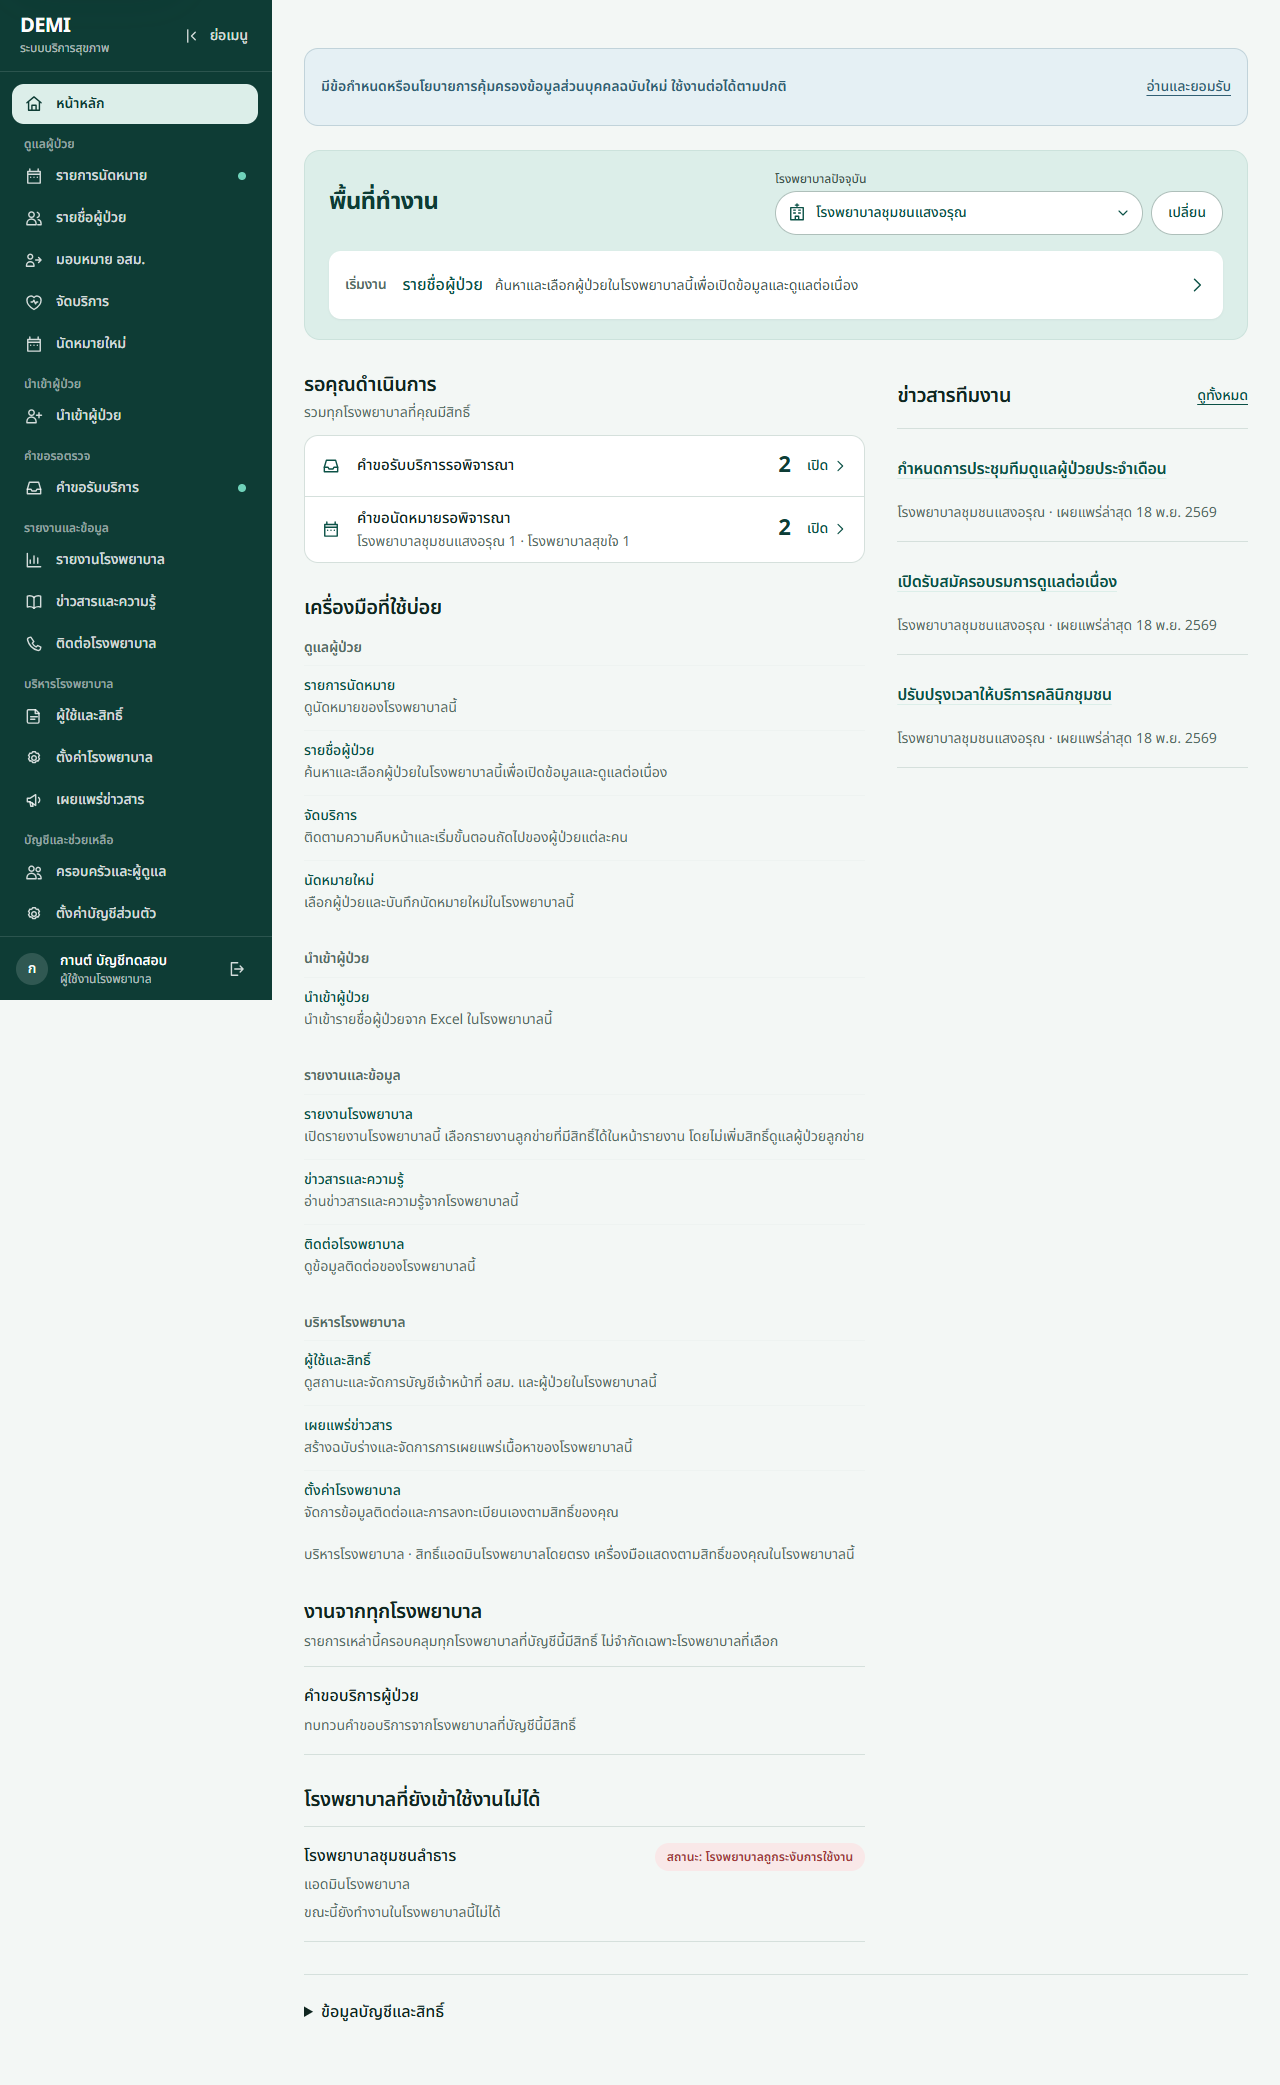 DEMI
ระบบบริการสุขภาพ
ย่อเมนู
หน้าหลัก
ดูแลผู้ป่วย
รายการนัดหมาย
รายชื่อผู้ป่วย
มอบหมาย อสม.
จัดบริการ
นัดหมายใหม่
นำเข้าผู้ป่วย
นำเข้าผู้ป่วย
คำขอรอตรวจ
คำขอรับบริการ
รายงานและข้อมูล
รายงานโรงพยาบาล
ข่าวสารและความรู้
ติดต่อโรงพยาบาล
บริหารโรงพยาบาล
ผู้ใช้และสิทธิ์
ตั้งค่าโรงพยาบาล
เผยแพร่ข่าวสาร
บัญชีและช่วยเหลือ
ครอบครัวและผู้ดูแล
ตั้งค่าบัญชีส่วนตัว
ก
กานต์ บัญชีทดสอบ
ผู้ใช้งานโรงพยาบาล
มีข้อกำหนดหรือนโยบายการคุ้มครองข้อมูลส่วนบุคคลฉบับใหม่ ใช้งานต่อได้ตามปกติ
อ่านและยอมรับ
พื้นที่ทำงาน
โรงพยาบาลปัจจุบัน
โรงพยาบาลชุมชนแสงอรุณ
เปลี่ยน
เริ่มงาน รายชื่อผู้ป่วย ค้นหาและเลือกผู้ป่วยในโรงพยาบาลนี้เพื่อเปิดข้อมูลและดูแลต่อเนื่อง
รอคุณดำเนินการ
รวมทุกโรงพยาบาลที่คุณมีสิทธิ์
คำขอรับบริการรอพิจารณา 2 เปิด
คำขอนัดหมายรอพิจารณา
โรงพยาบาลชุมชนแสงอรุณ 1 · โรงพยาบาลสุขใจ 1
2 เปิด
เครื่องมือที่ใช้บ่อย
ดูแลผู้ป่วย
รายการนัดหมาย
ดูนัดหมายของโรงพยาบาลนี้
รายชื่อผู้ป่วย
ค้นหาและเลือกผู้ป่วยในโรงพยาบาลนี้เพื่อเปิดข้อมูลและดูแลต่อเนื่อง
จัดบริการ
ติดตามความคืบหน้าและเริ่มขั้นตอนถัดไปของผู้ป่วยแต่ละคน
นัดหมายใหม่
เลือกผู้ป่วยและบันทึกนัดหมายใหม่ในโรงพยาบาลนี้
นำเข้าผู้ป่วย
นำเข้าผู้ป่วย
นำเข้ารายชื่อผู้ป่วยจาก Excel ในโรงพยาบาลนี้
รายงานและข้อมูล
รายงานโรงพยาบาล
เปิดรายงานโรงพยาบาลนี้ เลือกรายงานลูกข่ายที่มีสิทธิ์ได้ในหน้ารายงาน โดยไม่เพิ่มสิทธิ์ดูแลผู้ป่วยลูกข่าย
ข่าวสารและความรู้
อ่านข่าวสารและความรู้จากโรงพยาบาลนี้
ติดต่อโรงพยาบาล
ดูข้อมูลติดต่อของโรงพยาบาลนี้
บริหารโรงพยาบาล
ผู้ใช้และสิทธิ์
ดูสถานะและจัดการบัญชีเจ้าหน้าที่ อสม. และผู้ป่วยในโรงพยาบาลนี้
เผยแพร่ข่าวสาร
สร้างฉบับร่างและจัดการการเผยแพร่เนื้อหาของโรงพยาบาลนี้
ตั้งค่าโรงพยาบาล
จัดการข้อมูลติดต่อและการลงทะเบียนเองตามสิทธิ์ของคุณ
บริหารโรงพยาบาล · สิทธิ์แอดมินโรงพยาบาลโดยตรง เครื่องมือแสดงตามสิทธิ์ของคุณในโรงพยาบาลนี้
งานจากทุกโรงพยาบาล
รายการเหล่านี้ครอบคลุมทุกโรงพยาบาลที่บัญชีนี้มีสิทธิ์ ไม่จำกัดเฉพาะโรงพยาบาลที่เลือก
คำขอบริการผู้ป่วย
ทบทวนคำขอบริการจากโรงพยาบาลที่บัญชีนี้มีสิทธิ์
โรงพยาบาลที่ยังเข้าใช้งานไม่ได้
โรงพยาบาลชุมชนลำธาร
สถานะ: โรงพยาบาลถูกระงับการใช้งาน
แอดมินโรงพยาบาล
ขณะนี้ยังทำงานในโรงพยาบาลนี้ไม่ได้
ข่าวสารทีมงาน
ดูทั้งหมด
กำหนดการประชุมทีมดูแลผู้ป่วยประจำเดือน
โรงพยาบาลชุมชนแสงอรุณ · เผยแพร่ล่าสุด 18 พ.ย. 2569
เปิดรับสมัครอบรมการดูแลต่อเนื่อง
โรงพยาบาลชุมชนแสงอรุณ · เผยแพร่ล่าสุด 18 พ.ย. 2569
ปรับปรุงเวลาให้บริการคลินิกชุมชน
โรงพยาบาลชุมชนแสงอรุณ · เผยแพร่ล่าสุด 18 พ.ย. 2569
ข้อมูลบัญชีและสิทธิ์